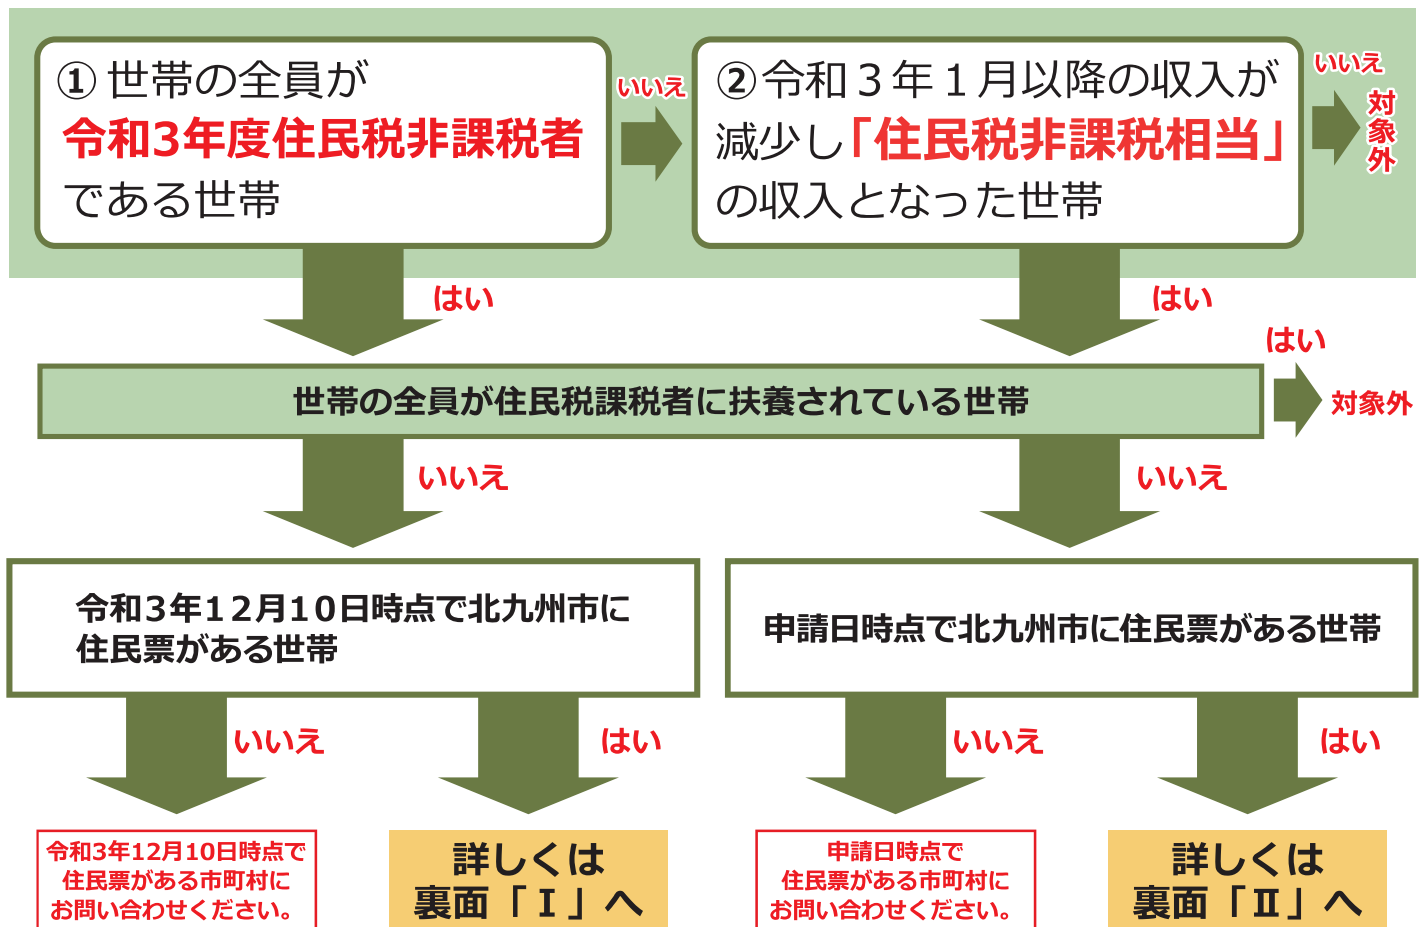 ①世帯の全員が
令和3年度住民税非課税者
である世帯
いいえ
②令和３年１月以降の収入が
減少し「住民税非課税相当」
の収入となった世帯
いいえ
対象外
はい
はい
世帯の全員が住民税課税者に扶養されている世帯
はい
対象外
いいえ
いいえ
令和３年１２月１０日時点で北九州市に
住民票がある世帯
申請日時点で北九州市に住民票がある世帯
いいえ
はい
いいえ
はい
令和3年12月10日時点で
住民票がある市町村に
お問い合わせください。
詳しくは
裏面「Ⅰ」へ
申請日時点で
住民票がある市町村に
お問い合わせください。
詳しくは
裏面「Ⅱ」へ